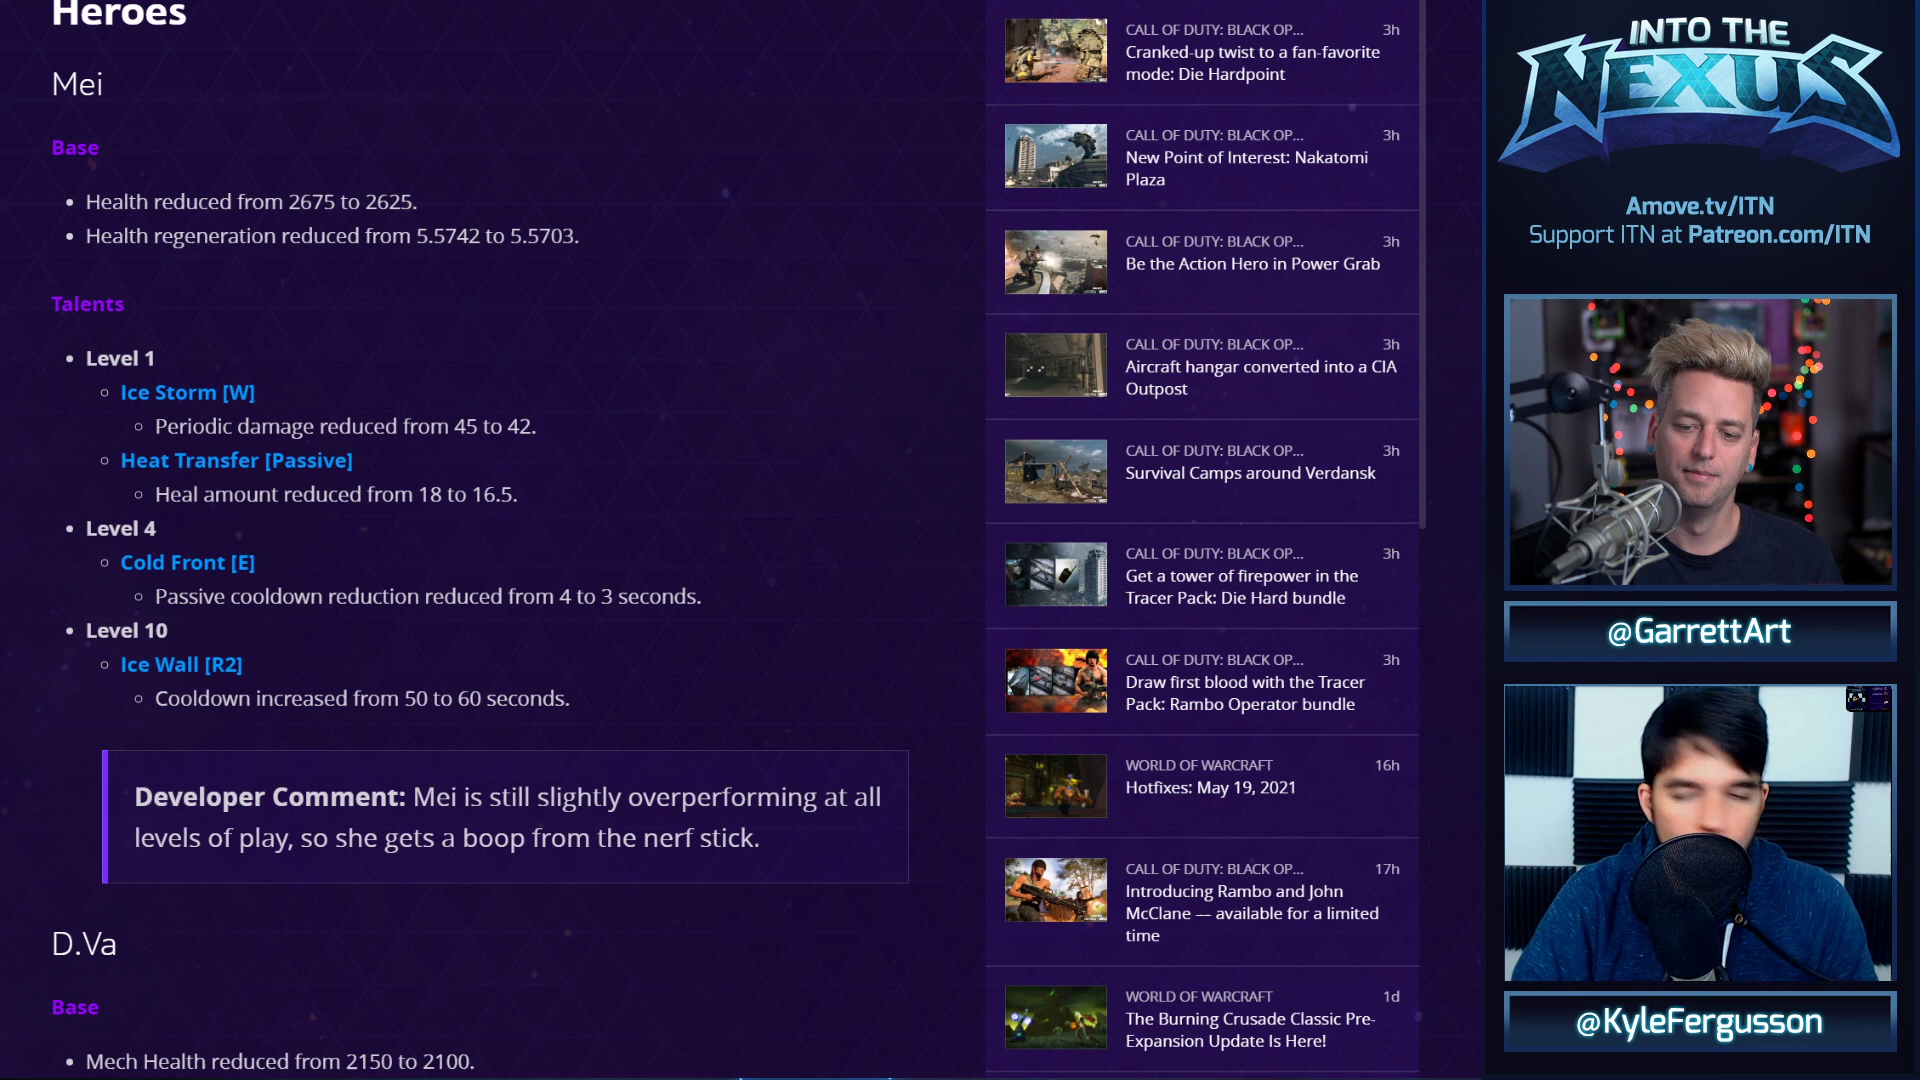 Heroes
Mei
Base
Health reduced from 2675 to 2625.
Health regeneration reduced from 5.5742 to 5.5703.
Talents
Level 1
Ice Storm [W]
Periodic damage reduced from 45 to 42.
Heat Transfer [Passive]
Heal amount reduced from 18 to 16.5.
Level 4
Cold Front [E]
Passive cooldown reduction reduced from 4 to 3 seconds.
Level 10
Ice Wall [R2]
Cooldown increased from 50 to 60 seconds.
Developer Comment: Mei is still slightly overperforming at all
levels of play, so she gets a boop from the nerf stick.
D.Va
Base
Mech Health reduced from 2150 to 2100.
CALL OF DUTY: BLACK OP... 3h
Cranked-up twist to a fan-favorite
mode: Die Hardpoint
CALL OF DUTY: BLACK OP... 3h
New Point of Interest: Nakatomi
Plaza
CALL OF DUTY: BLACK OP... 3h
Be the Action Hero in Power Grab
CALL OF DUTY: BLACK OP... 3h
Aircraft hangar converted into a CIA
Outpost
CALL OF DUTY: BLACK OP... 3h
Survival Camps around Verdansk
CALL OF DUTY: BLACK OP... 3h
Get a tower of firepower in the
Tracer Pack: Die Hard bundle
CALL OF DUTY: BLACK OP... 3h
Draw first blood with the Tracer
Pack: Rambo Operator bundle
WORLD OF WARCRAFT 16h
Hotfixes: May 19, 2021
CALL OF DUTY: BLACK OP... 17h
Introducing Rambo and John
McClane — available for a limited
time
WORLD OF WARCRAFT 1d
The Burning Crusade Classic Pre-
Expansion Update Is Here!
INTO THE
NEXUS
Amove.tv/ITN
Support ITN at Patreon.com/ITN
@GarrettArt
@KyleFergusson